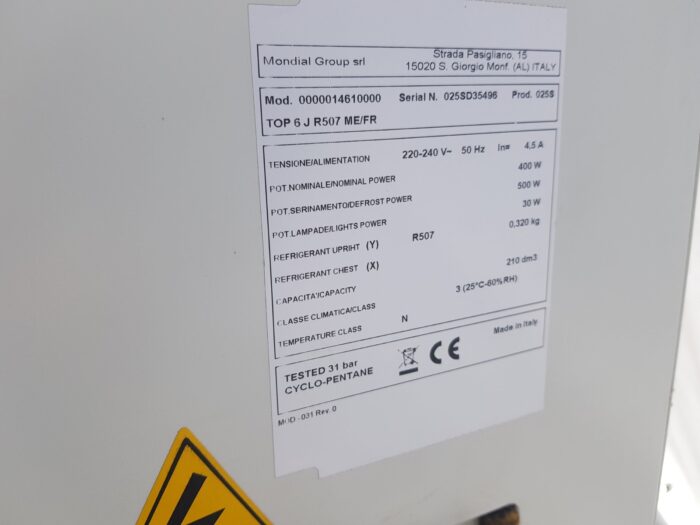 Mondial Group srl
Strada Pasigliano, 15
15020 S. Giorgio Monf. (AL) ITALY
Mod. 0000014610000 Serial N. 025SD35496 Prod. 025S
TOP 6 J R507 ME/FR
TENSIONE/ALIMENTATION 220-240 V~ 50 Hz In= 4,5 A
POT.NOMINALE/NOMINAL POWER 400 W
POT.SBRINAMENTO/DEFROST POWER 500 W
POT.LAMPADE/LIGHTS POWER 30 W
REFRIGERANT UPRIHT (Y) R507 0,320 kg
REFRIGERANT CHEST (X)
CAPACITA'/CAPACITY 210 dm3
CLASSE CLIMATICA/CLASS 3 (25°C-60%RH)
TEMPERATURE CLASS N
TESTED 31 bar
CYCLO-PENTANE
CE
Made in Italy
MOD.-031 Rev. 0